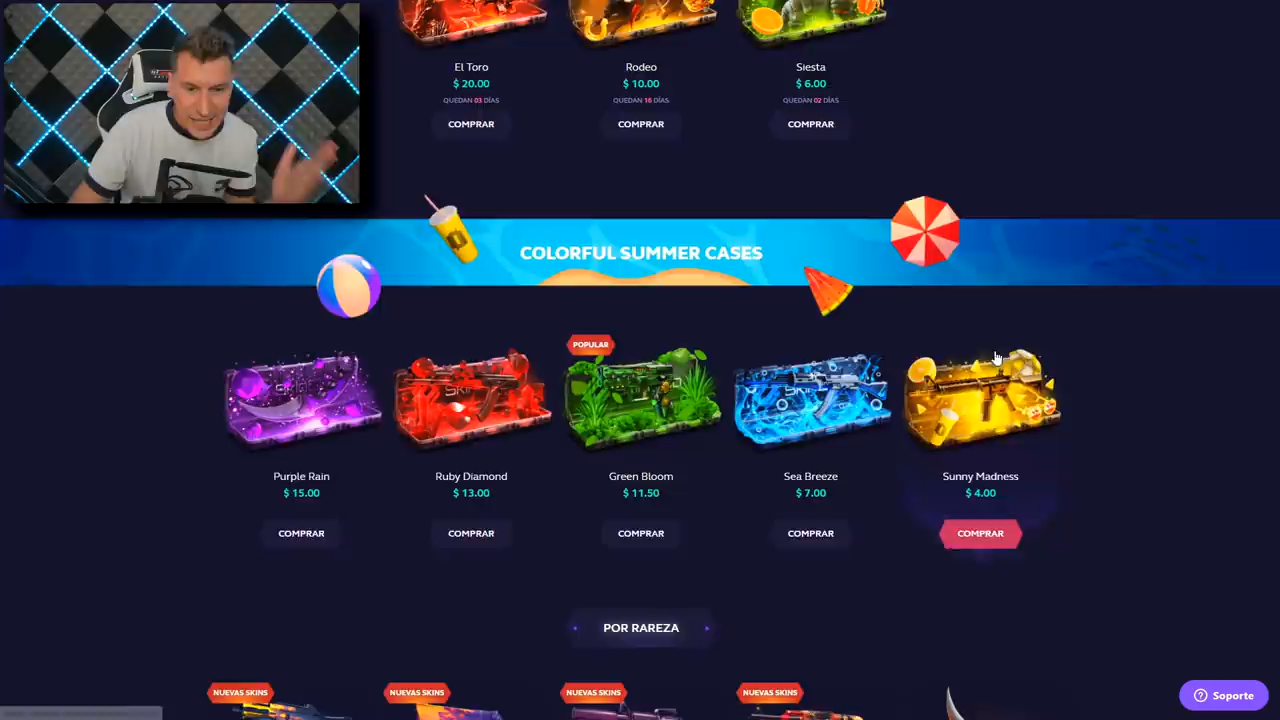 El Toro
Rodeo
Siesta
$ 20.00
$ 10.00
$ 6.00
QUEDAN 03 DÍAS
QUEDAN 16 DÍAS
QUEDAN 02 DÍAS
COMPRAR
COMPRAR
COMPRAR
COLORFUL SUMMER CASES
POPULAR
Purple Rain
Ruby Diamond
Green Bloom
Sea Breeze
Sunny Madness
$ 15.00
$ 13.00
$ 11.50
$ 7.00
$ 4.00
COMPRAR
COMPRAR
COMPRAR
COMPRAR
COMPRAR
POR RAREZA
NUEVAS SKINS
NUEVAS SKINS
NUEVAS SKINS
NUEVAS SKINS
Soporte